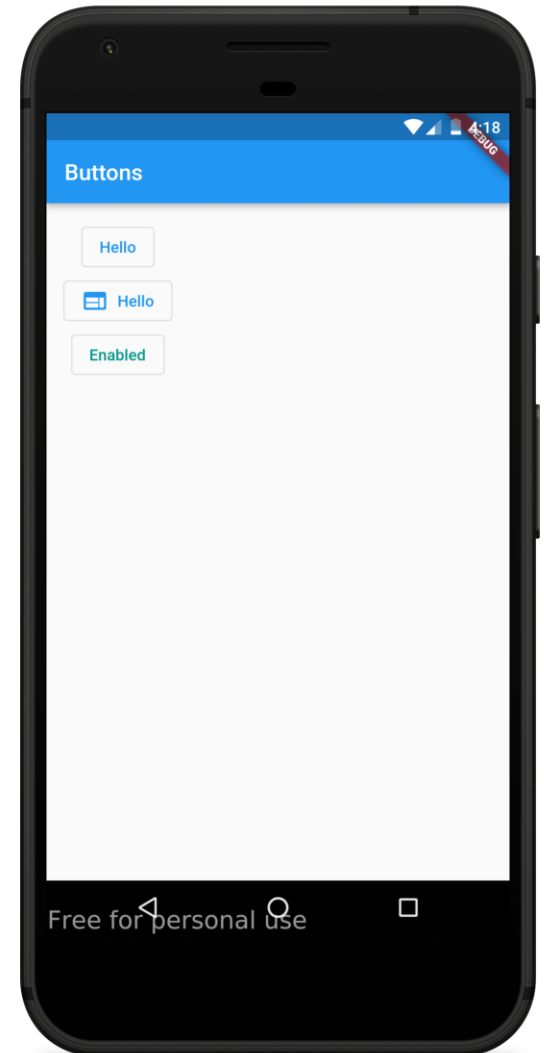 4:18
DEBUG
Buttons
Hello
Hello
Enabled
Free for personal use